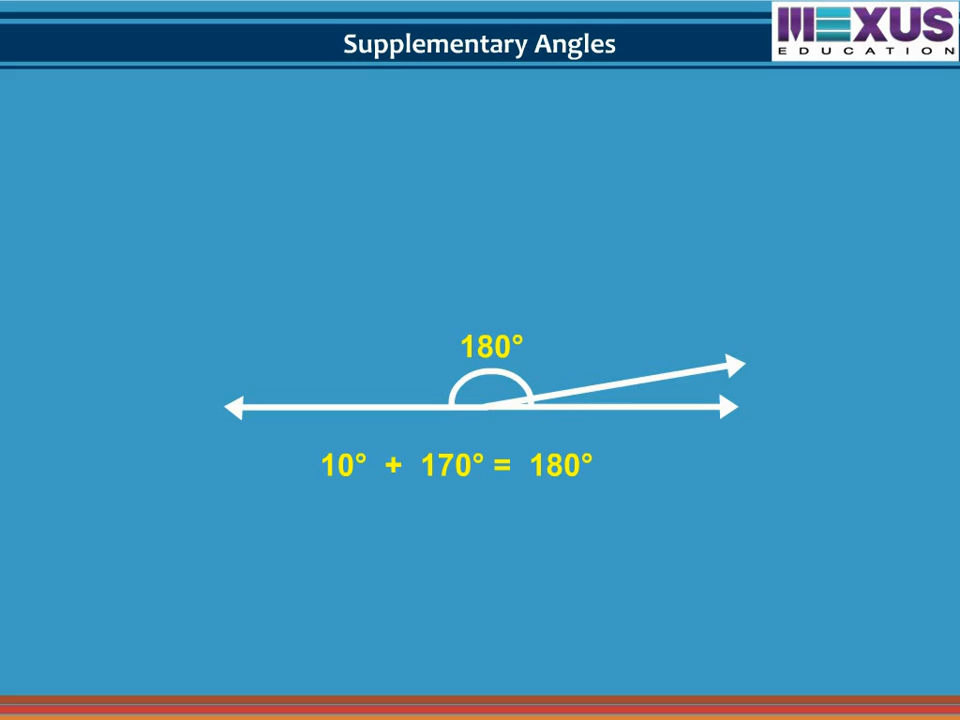 Supplementary Angles
MEXUS
EDUCATION
180°
10° + 170° = 180°